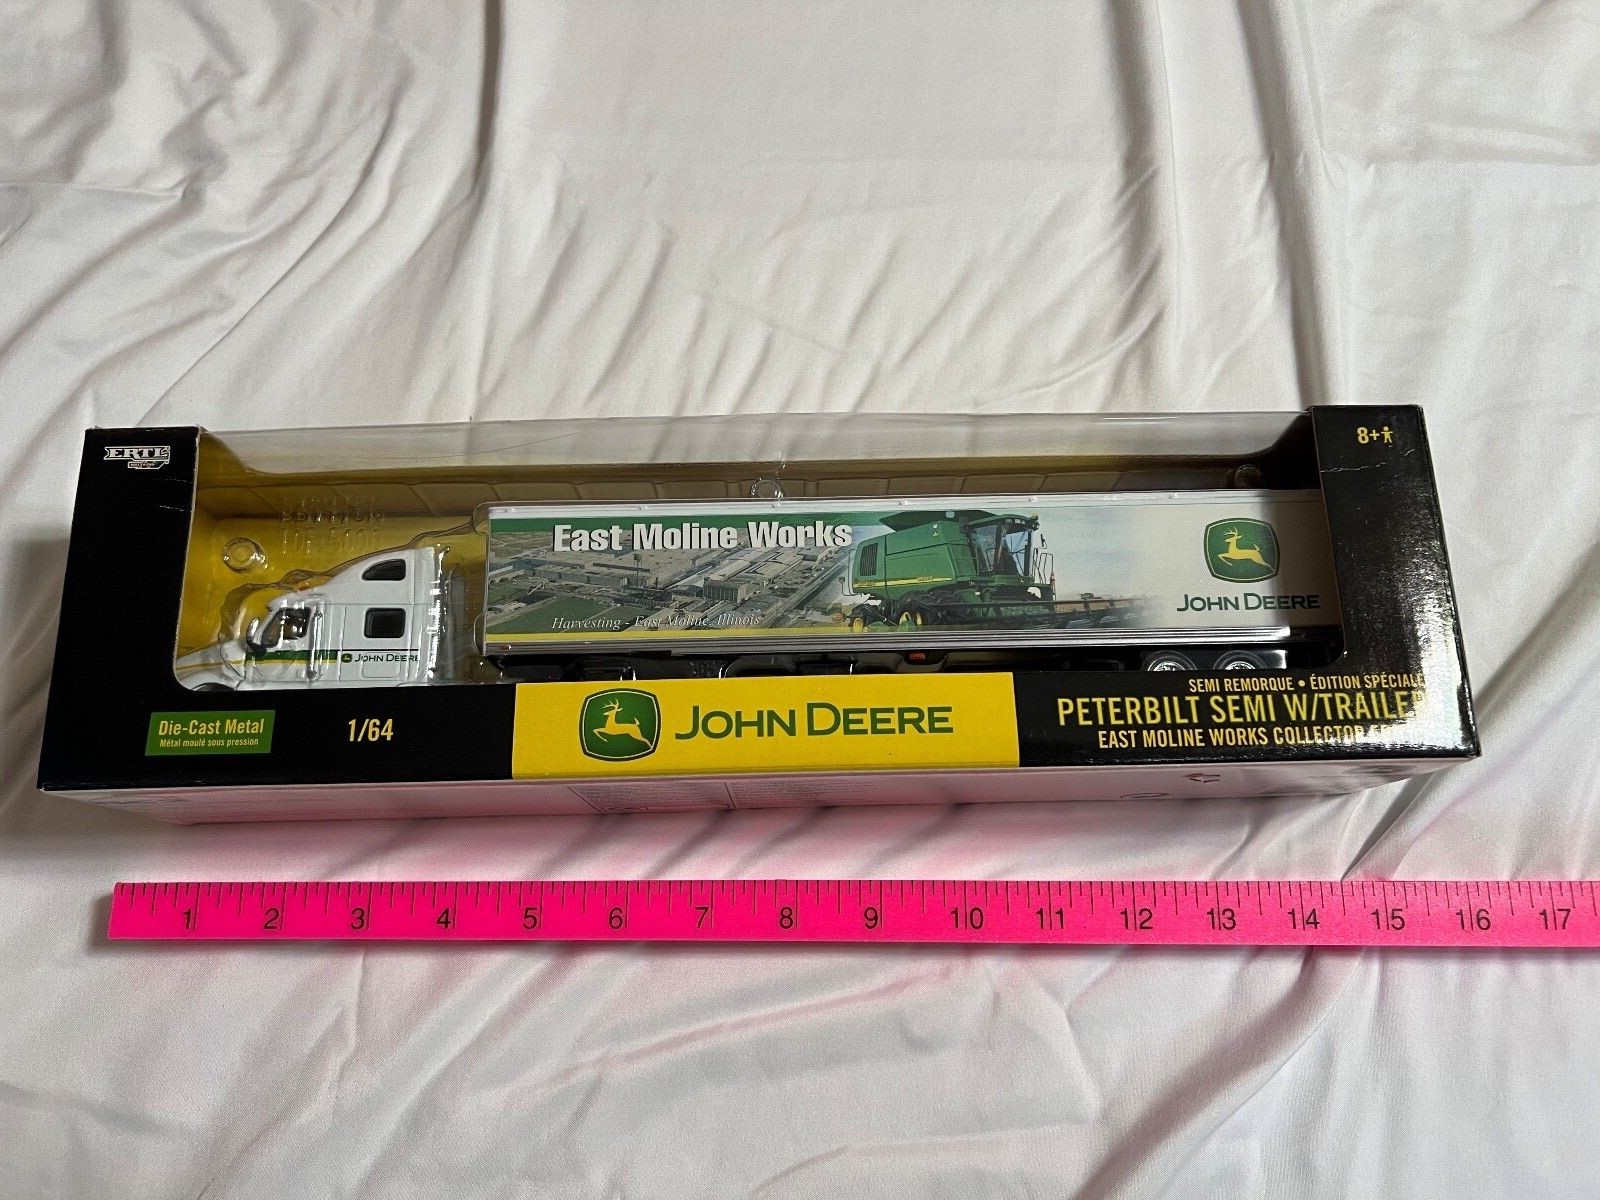 ERTL
8+
East Moline Works
Harvesting - East Moline, Illinois
JOHN DEERE
JOHN DEERE
Die-Cast Metal
Métal moulé sous pression
1/64
JOHN DEERE
SEMI REMORQUE • ÉDITION SPÉCIALE
PETERBILT SEMI W/TRAILER
EAST MOLINE WORKS COLLECTOR
1 2 3 4 5 6 7 8 9 10 11 12 13 14 15 16 17